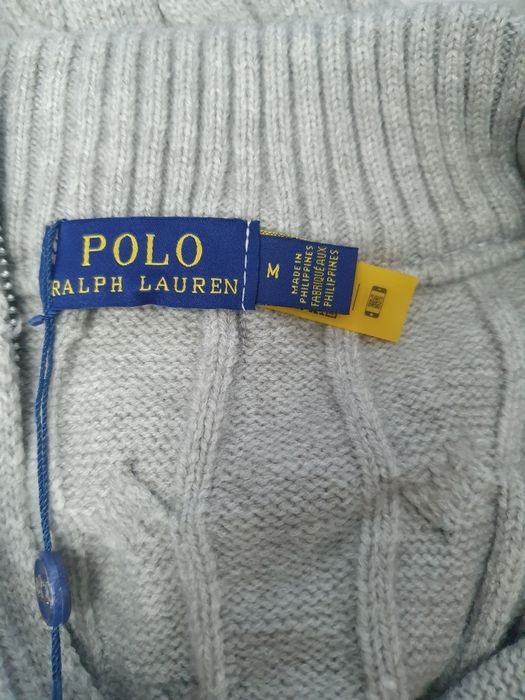 POLO
RALPH LAUREN
M
MADE IN
PHILIPPINES
FABRIQUÉ AUX
PHILIPPINES